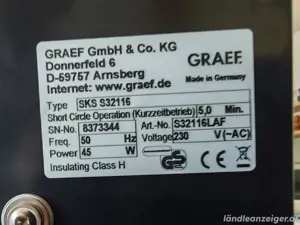 GRAEF GmbH & Co. KG
Donnerfeld 6
D-59757 Arnsberg
Internet: www.graef.de
GRAEF.
Made in Germany
Type SKS S32116
Short Circle Operation (Kurzzeitbetrieb) 5,0 Min.
SN-No. 8373344 Art.-No. S32116LAF
Freq. 50 Hz Voltage 230 V (~AC)
Power 45 W
Insulating Class H
GS
ländleanzeiger.at